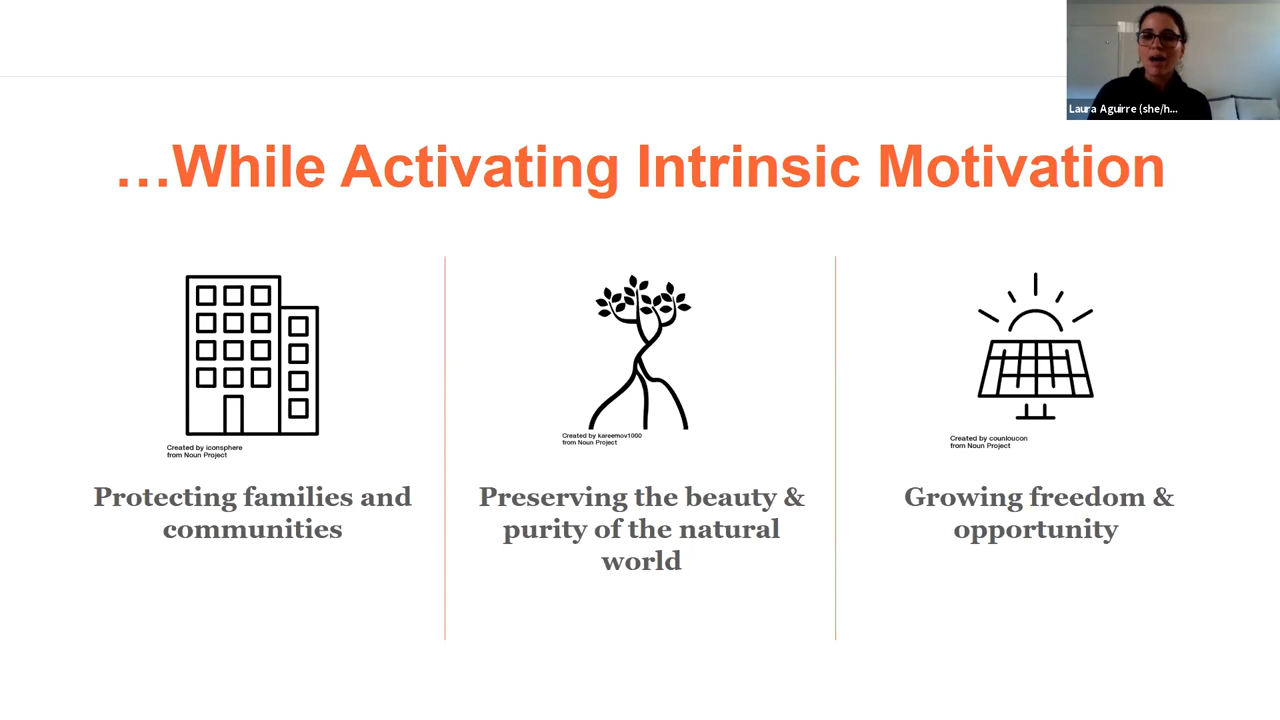 Laura Aguirre (she/h...
…While Activating Intrinsic Motivation
Created by iconsphere
from Noun Project
Protecting families and
communities
Created by kareemov1000
from Noun Project
Preserving the beauty &
purity of the natural
world
Created by counloucon
from Noun Project
Growing freedom &
opportunity